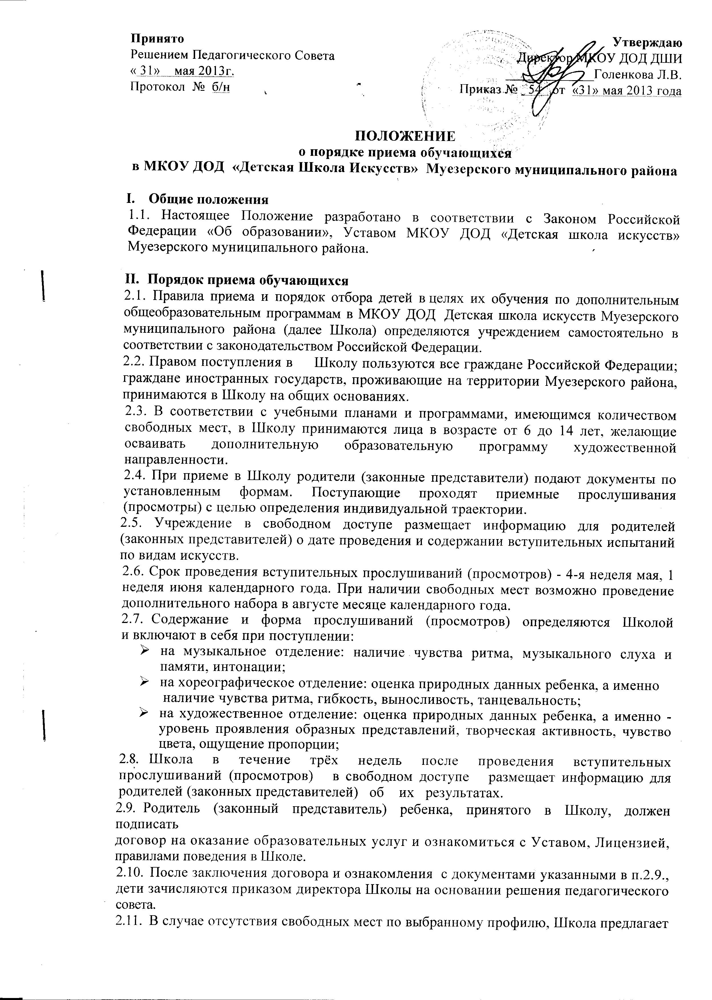 Принято
Решением Педагогического Совета
« 31» мая 2013г.
Протокол № б/н
Утверждаю
Директор МКОУ ДОД ДШИ
Голенкова Л.В.
Приказ № 54 от «31» мая 2013 года
ПОЛОЖЕНИЕ
о порядке приема обучающихся
в МКОУ ДОД «Детская Школа Искусств» Муезерского муниципального района
I. Общие положения
1.1. Настоящее Положение разработано в соответствии с Законом Российской
Федерации «Об образовании», Уставом МКОУ ДОД «Детская школа искусств»
Муезерского муниципального района.
II. Порядок приема обучающихся
2.1. Правила приема и порядок отбора детей в целях их обучения по дополнительным
общеобразовательным программам в МКОУ ДОД Детская школа искусств Муезерского
муниципального района (далее Школа) определяются учреждением самостоятельно в
соответствии с законодательством Российской Федерации.
2.2. Правом поступления в Школу пользуются все граждане Российской Федерации;
граждане иностранных государств, проживающие на территории Муезерского района,
принимаются в Школу на общих основаниях.
2.3. В соответствии с учебными планами и программами, имеющимся количеством
свободных мест, в Школу принимаются лица в возрасте от 6 до 14 лет, желающие
осваивать дополнительную образовательную программу художественной
направленности.
2.4. При приеме в Школу родители (законные представители) подают документы по
установленным формам. Поступающие проходят приемные прослушивания
(просмотры) с целью определения индивидуальной траектории.
2.5. Учреждение в свободном доступе размещает информацию для родителей
(законных представителей) о дате проведения и содержании вступительных испытаний
по видам искусств.
2.6. Срок проведения вступительных прослушиваний (просмотров) - 4-я неделя мая, 1
неделя июня календарного года. При наличии свободных мест возможно проведение
дополнительного набора в августе месяце календарного года.
2.7. Содержание и форма прослушиваний (просмотров) определяются Школой
и включают в себя при поступлении:
➢ на музыкальное отделение: наличие чувства ритма, музыкального слуха и
памяти, интонации;
➢ на хореографическое отделение: оценка природных данных ребенка, а именно
наличие чувства ритма, гибкость, выносливость, танцевальность;
➢ на художественное отделение: оценка природных данных ребенка, а именно -
уровень проявления образных представлений, творческая активность, чувство
цвета, ощущение пропорции;
2.8. Школа в течение трёх недель после проведения вступительных
прослушиваний (просмотров) в свободном доступе размещает информацию для
родителей (законных представителей) об их результатах.
2.9. Родитель (законный представитель) ребенка, принятого в Школу, должен
подписать
договор на оказание образовательных услуг и ознакомиться с Уставом, Лицензией,
правилами поведения в Школе.
2.10. После заключения договора и ознакомления с документами указанными в п.2.9.,
дети зачисляются приказом директора Школы на основании решения педагогического
совета.
2.11. В случае отсутствия свободных мест по выбранному профилю, Школа предлагает